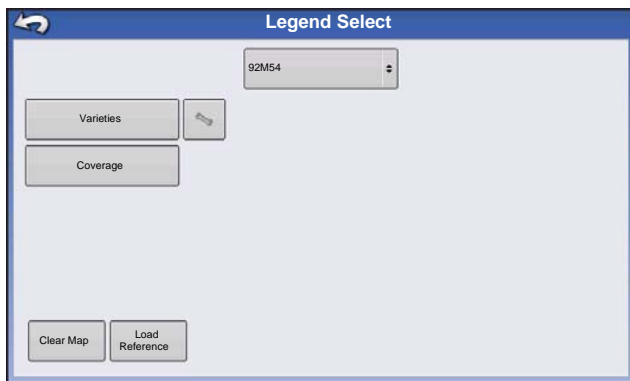 Legend Select
92M54
Varieties
Coverage
Clear Map
Load
Reference